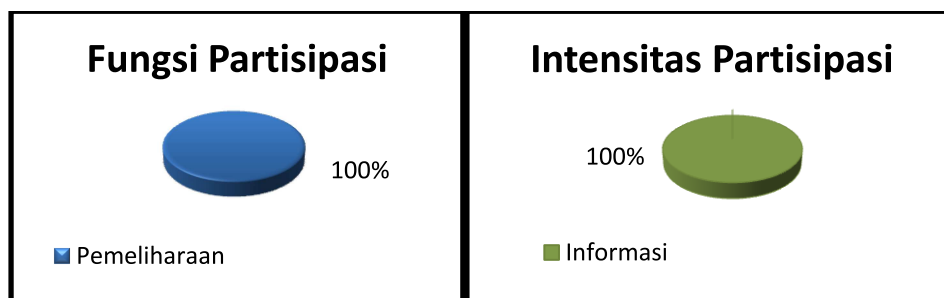 Fungsi Partisipasi
100%
Pemeliharaan
Intensitas Partisipasi
100%
Informasi